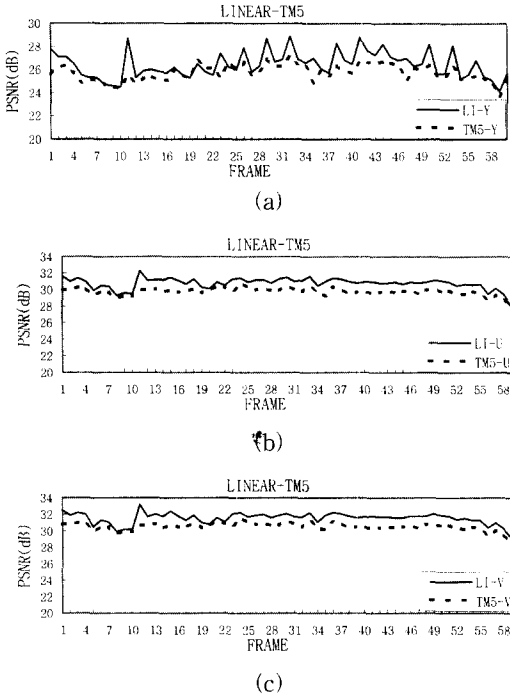 LINEAR-TM5
PSNR(dB)
30
28
26
24
22
20
LI-Y
TM5-Y
1 4 7 10 13 16 19 22 25 28 31 34 37 40 43 46 49 52 55 58
FRAME
(a)
LINEAR-TM5
PSNR(dB)
34
32
30
28
26
24
22
20
LI-U
TM5-U
1 4 7 10 13 16 19 22 25 28 31 34 37 40 43 46 49 52 55 58
FRAME
(b)
LINEAR-TM5
PSNR(dB)
34
32
30
28
26
24
22
20
LI-V
TM5-V
1 4 7 10 13 16 19 22 25 28 31 34 37 40 43 46 49 52 55 58
FRAME
(c)